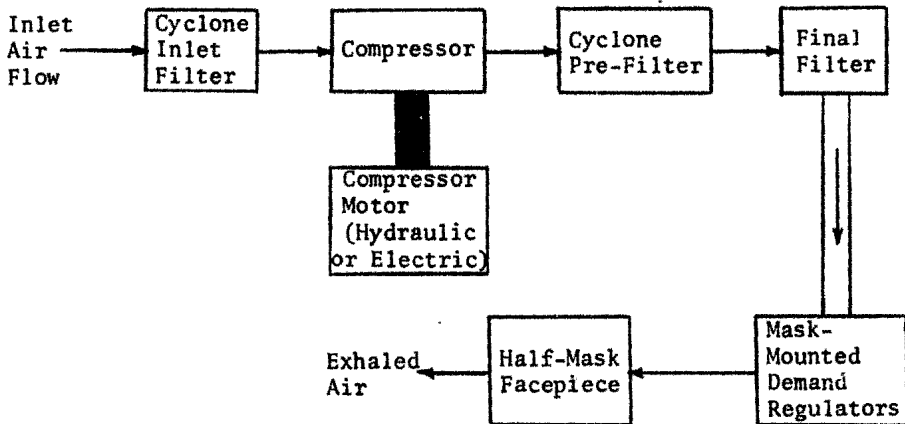 Inlet
Air
Flow
Cyclone
Inlet
Filter
Compressor
Cyclone
Pre-Filter
Final
Filter
Compressor
Motor
(Hydraulic
or Electric)
Mask-
Mounted
Demand
Regulators
Half-Mask
Facepiece
Exhaled
Air